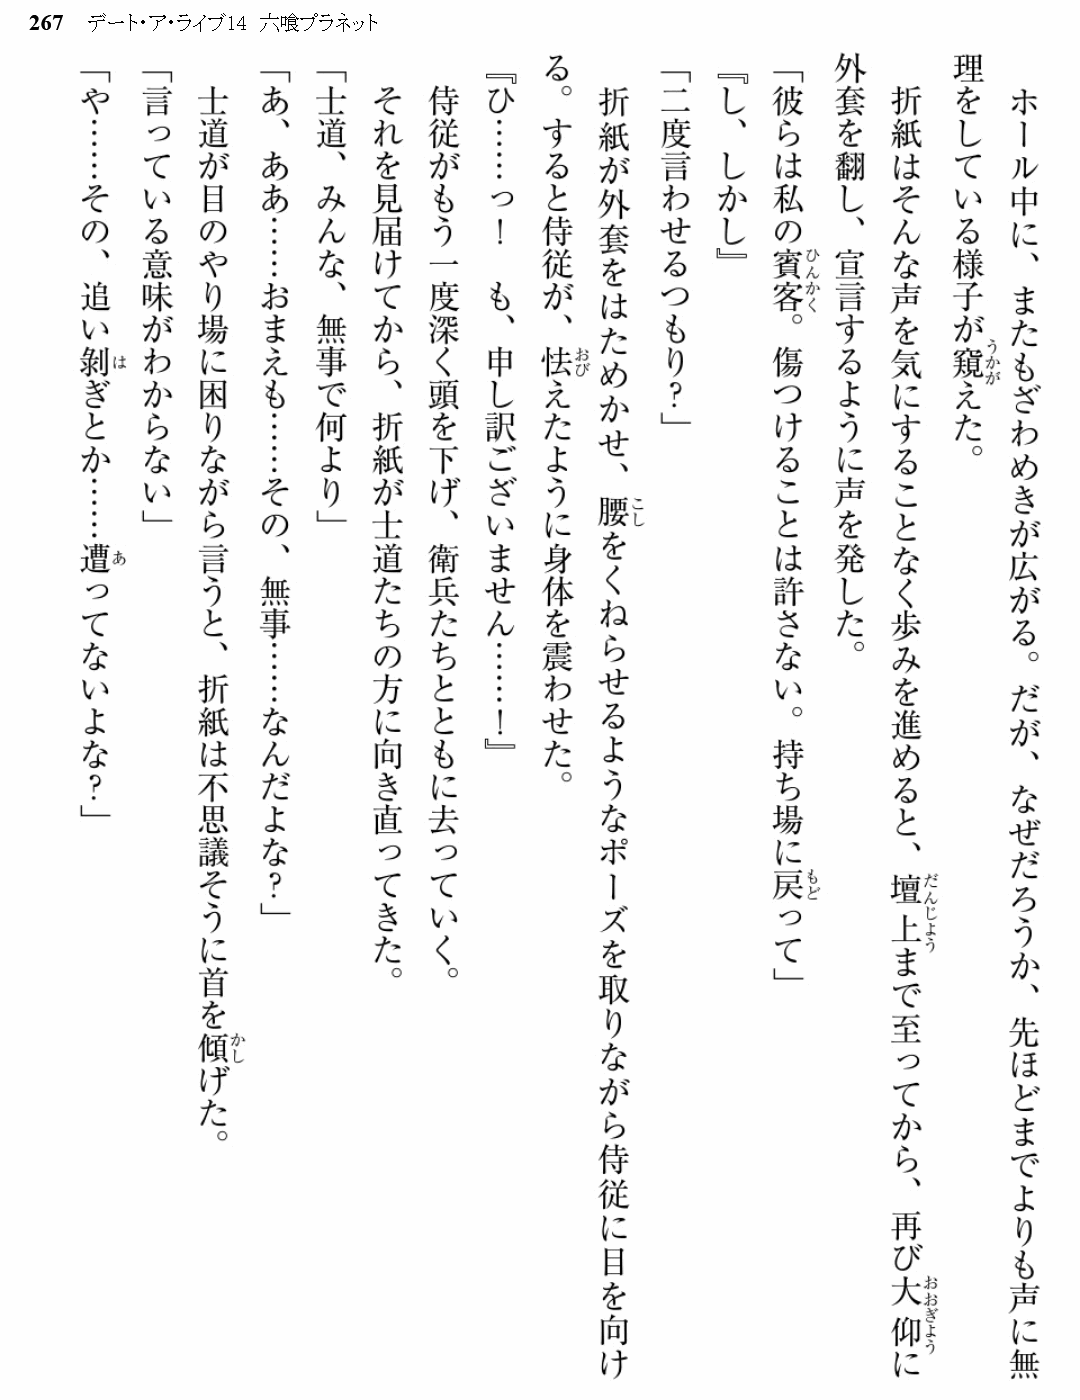 267 デート・ア・ライブ14 六喰プラネット
　ホール中に、またもざわめきが広がる。だが、なぜだろうか、先ほどまでよりも声に無
理をしている様子が窺えた。
　折紙はそんな声を気にすることなく歩みを進めると、壇上まで至ってから、再び大仰に
外套を翻し、宣言するように声を発した。
「彼らは私の賓客。傷つけることは許さない。持ち場に戻って」
『し、しかし』
「二度言わせるつもり？」
　折紙が外套をはためかせ、腰をくねらせるようなポーズを取りながら侍従に目を向け
る。すると侍従が、怯えたように身体を震わせた。
『ひ……っ！　も、申し訳ございません……！』
　侍従がもう一度深く頭を下げ、衛兵たちとともに去っていく。
　それを見届けてから、折紙が士道たちの方に向き直ってきた。
「士道、みんな、無事で何より」
「あ、ああ……おまえも……その、無事……なんだよな？」
　士道が目のやり場に困りながら言うと、折紙は不思議そうに首を傾げた。
「言っている意味がわからない」
「や……その、追い剝ぎとか……遭ってないよな？」